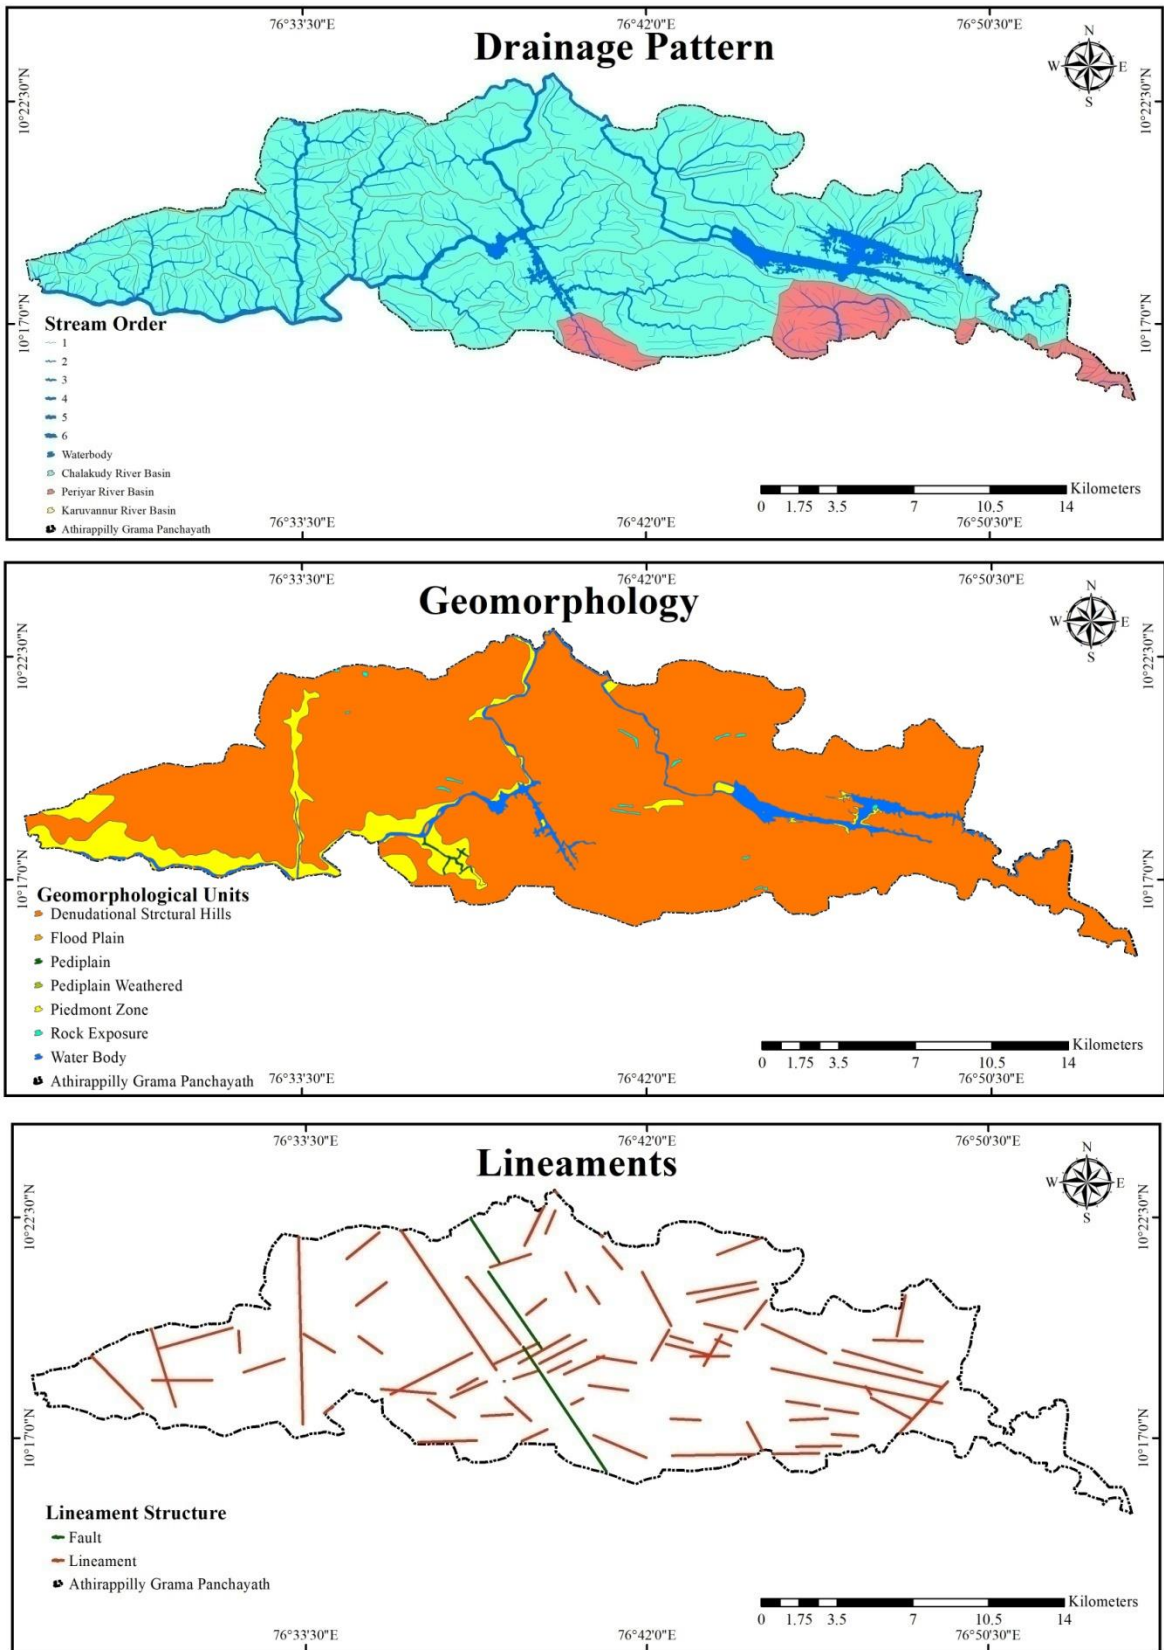 76°33'30"E 76°42'0"E 76°50'30"E
Drainage Pattern
N
W E
S
10°22'30"N 10°22'30"N
10°17'0"N 10°17'0"N
Stream Order
1
2
3
4
5
6
Waterbody
Chalakudy River Basin
Periyar River Basin
Karuvannur River Basin
Athirappilly Grama Panchayath
Kilometers
0 1.75 3.5 7 10.5 14
76°33'30"E 76°42'0"E 76°50'30"E
76°33'30"E 76°42'0"E 76°50'30"E
Geomorphology
N
W E
S
10°22'30"N 10°22'30"N
10°17'0"N 10°17'0"N
Geomorphological Units
Denudational Strctural Hills
Flood Plain
Pediplain
Pediplain Weathered
Piedmont Zone
Rock Exposure
Water Body
Athirappilly Grama Panchayath
Kilometers
0 1.75 3.5 7 10.5 14
76°33'30"E 76°42'0"E 76°50'30"E
76°33'30"E 76°42'0"E 76°50'30"E
Lineaments
N
W E
S
10°22'30"N 10°22'30"N
10°17'0"N 10°17'0"N
Lineament Structure
Fault
Lineament
Athirappilly Grama Panchayath
Kilometers
0 1.75 3.5 7 10.5 14
76°33'30"E 76°42'0"E 76°50'30"E